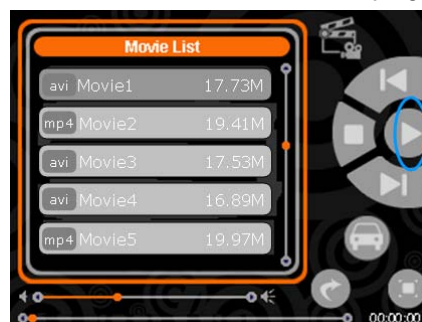 Movie List
avi Movie1 17.73M
mp4 Movie2 19.41M
avi Movie3 17.53M
avi Movie4 16.89M
mp4 Movie5 19.97M
00:00:00